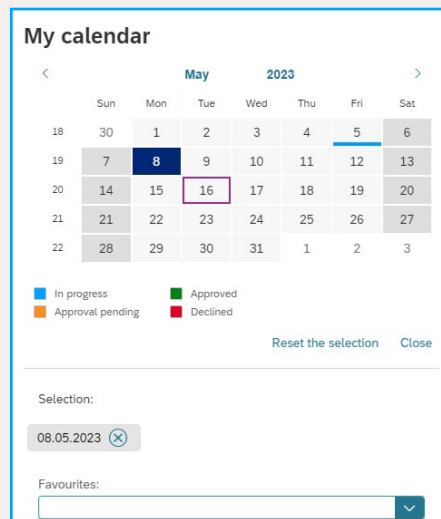 My calendar
< May 2023 >
Sun Mon Tue Wed Thu Fri Sat
18 30 1 2 3 4 5 6
19 7 8 9 10 11 12 13
20 14 15 16 17 18 19 20
21 21 22 23 24 25 26 27
22 28 29 30 31 1 2 3
In progress Approved
Approval pending Declined
Reset the selection Close
Selection:
08.05.2023
Favourites: